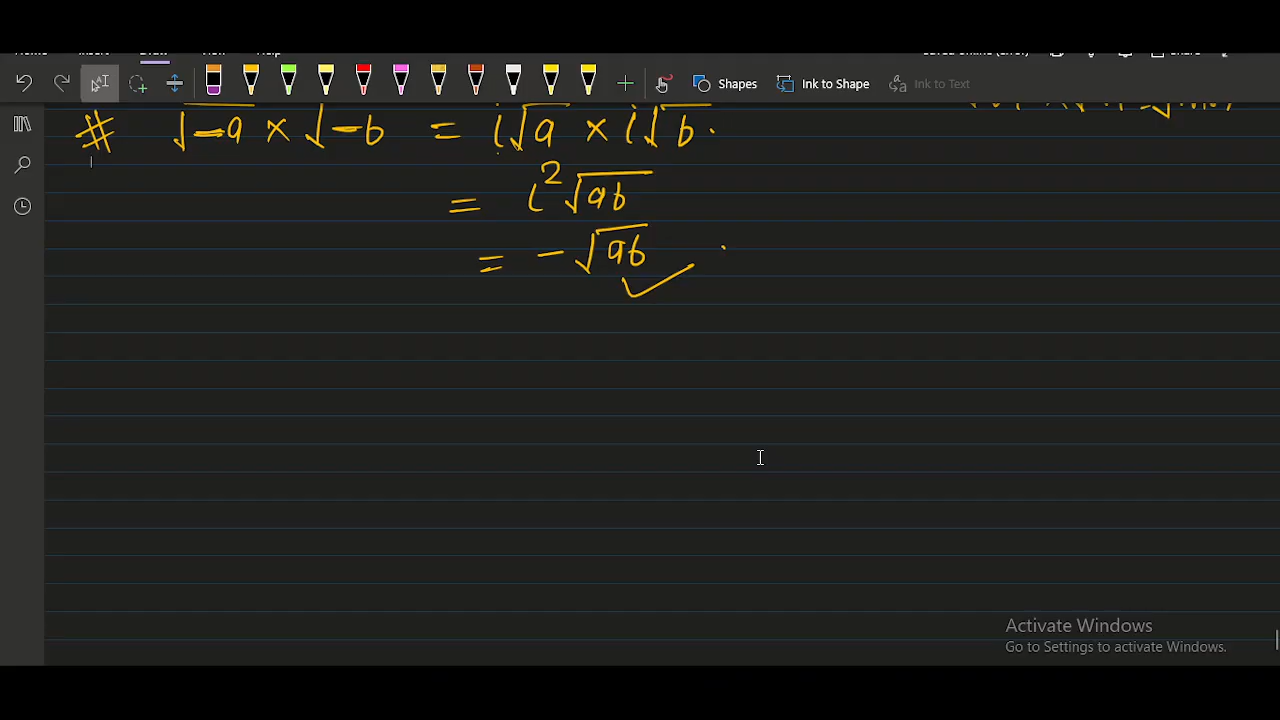 Shapes Ink to Shape Ink to Text
# √-a × √-b = i√a × i√b.
= i²√ab
= -√ab
Activate Windows
Go to Settings to activate Windows.